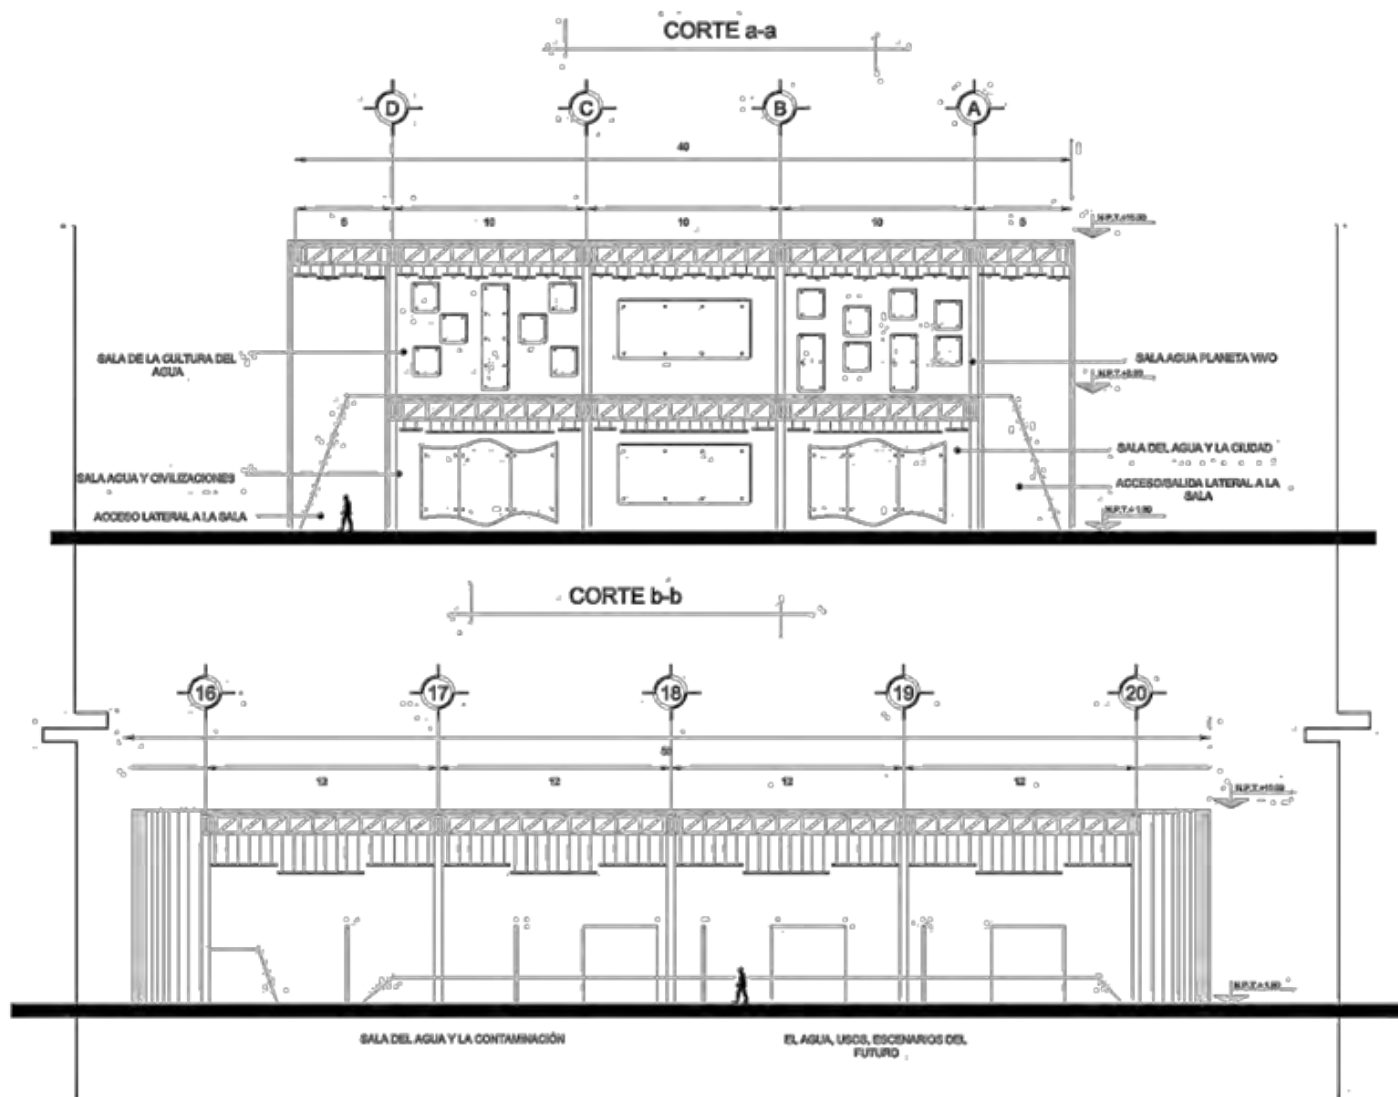 CORTE a-a
D C B A
40
5 10 10 10 5
SALA DE LA CULTURA DEL
AGUA
SALA AGUA PLANETA VIVO
SALA AGUA Y CIVILIZACIONES
SALA DEL AGUA Y LA CIUDAD
ACCESO/SALIDA LATERAL A LA
SALA
ACCESO LATERAL A LA SALA
CORTE b-b
16 17 18 19 20
12 12 12 12
SALA DEL AGUA Y LA CONTAMINACIÓN
EL AGUA, USOS, ESCENARIOS DEL
FUTURO